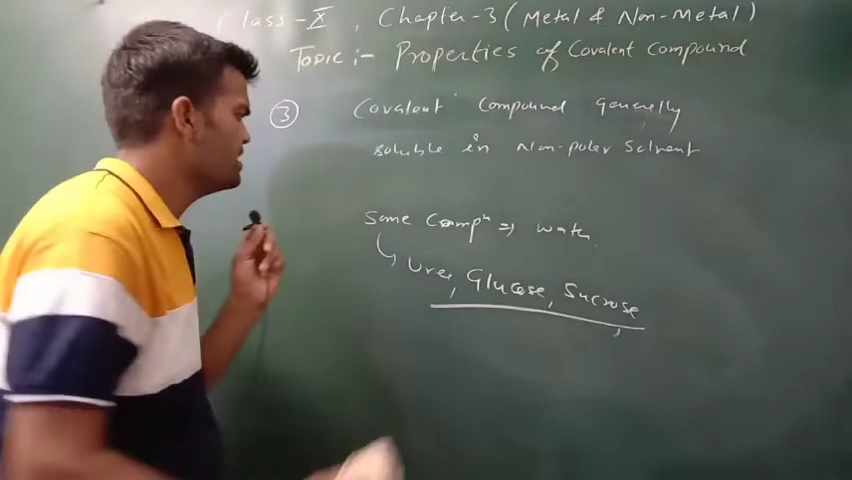 Class-X, Chapter-3 (Metal & Non-Metal)
Topic:- Properties of Covalent Compound
③ Covalent Compound generally
soluble in Non-polar Solvent
Some Compⁿ ⇒ water
↳ Urea, Glucose, Sucrose,